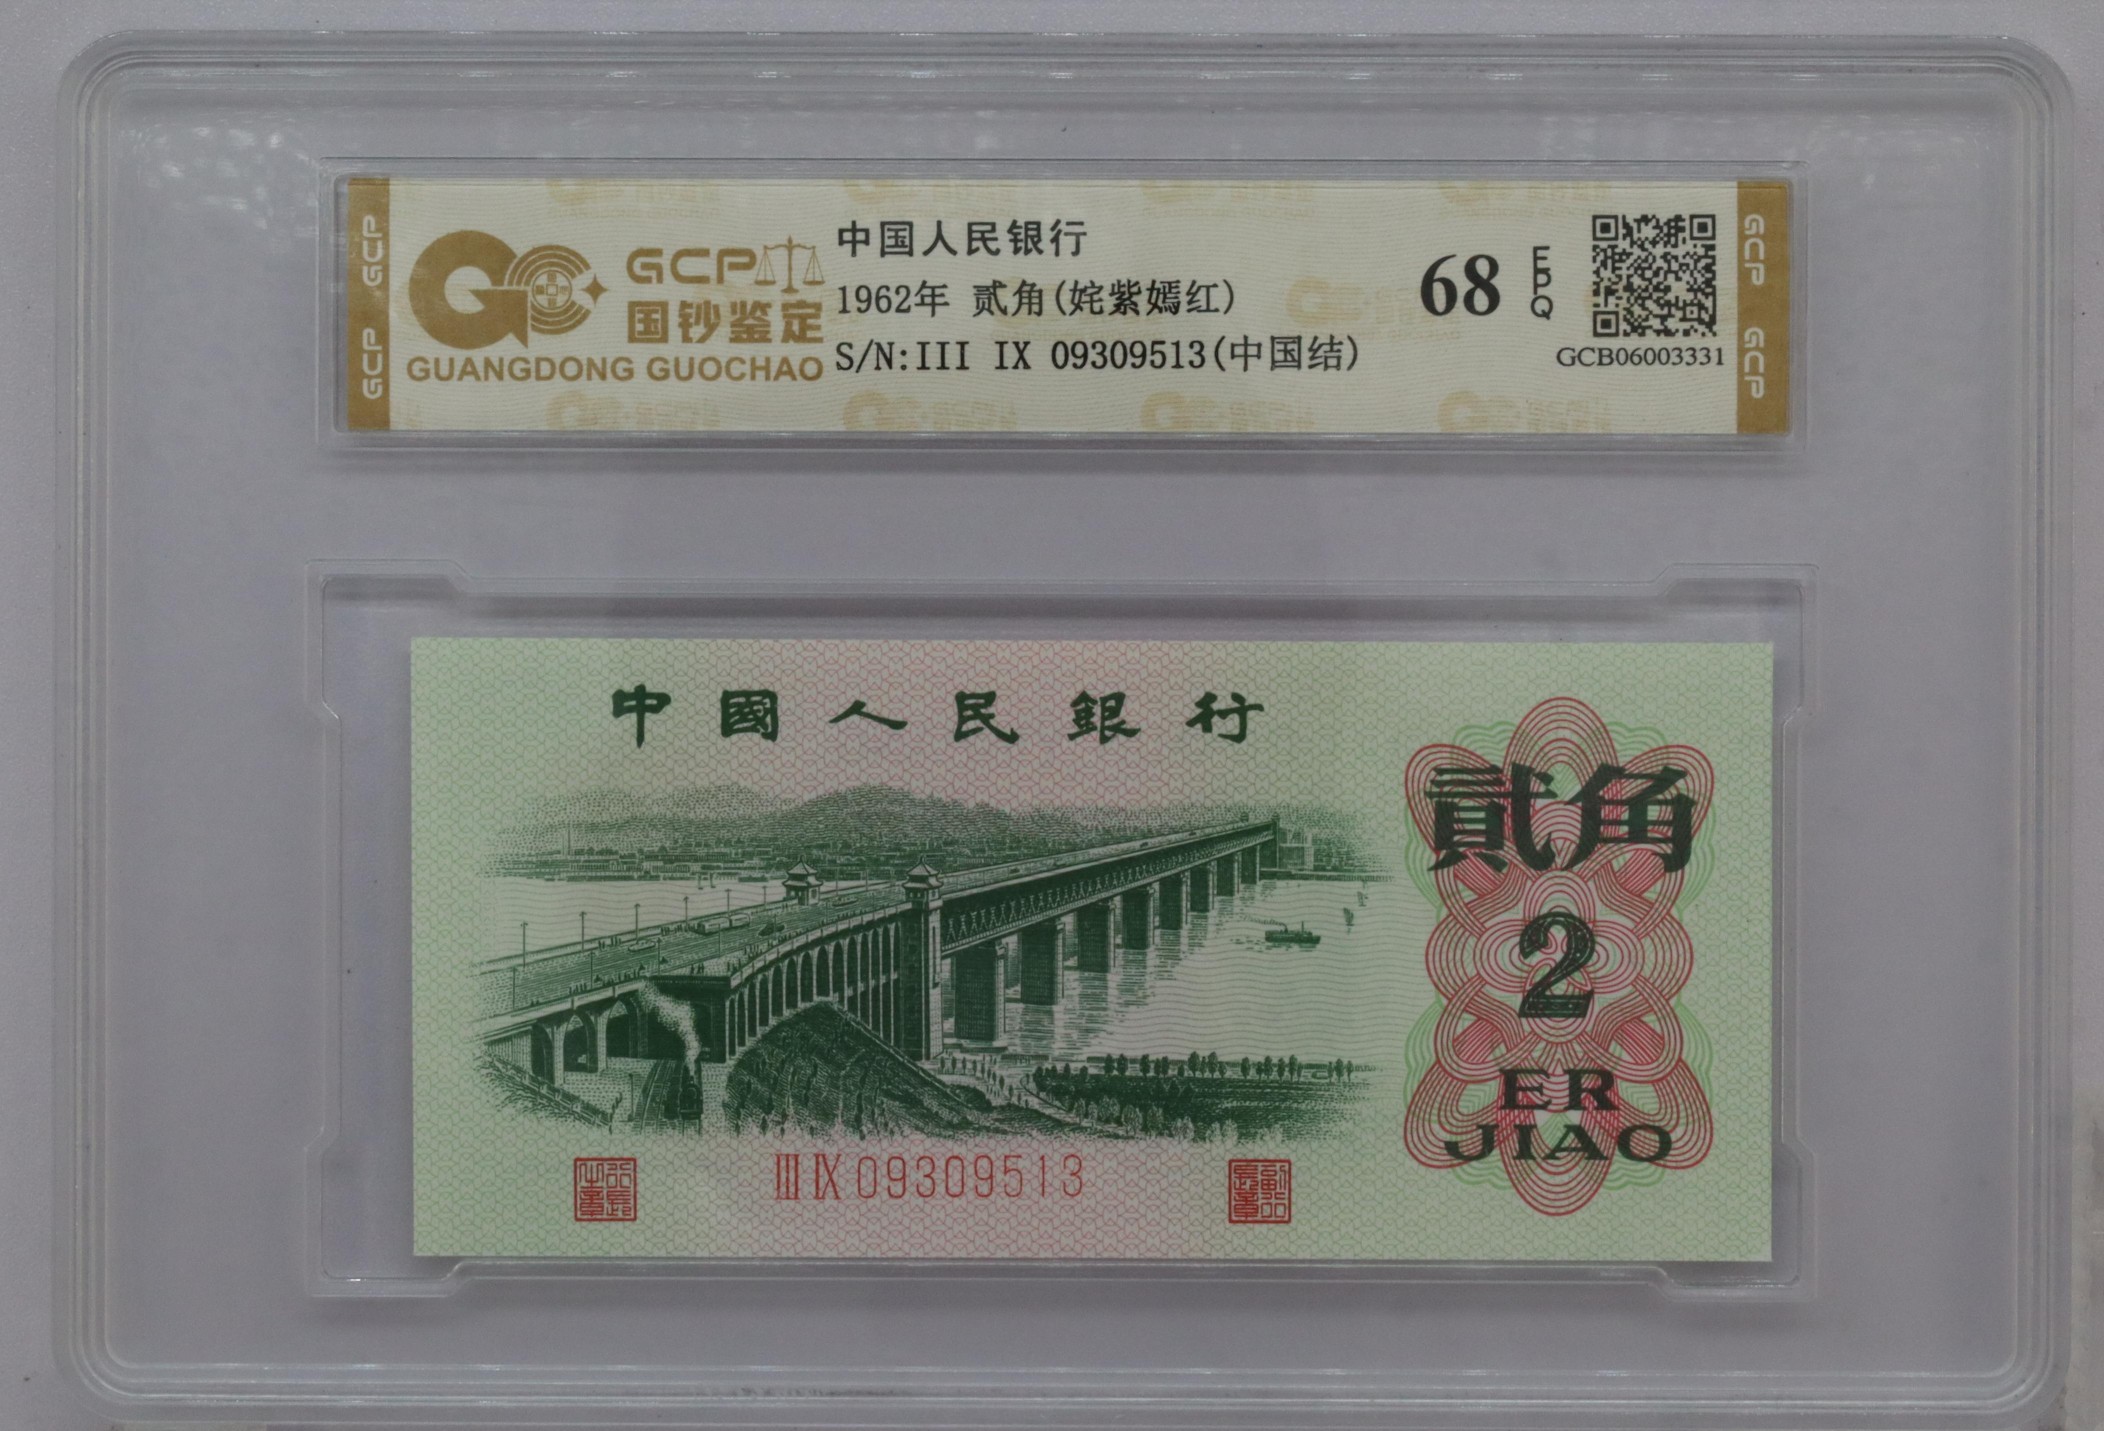 GCP GCP
GCP
国钞鉴定
GUANGDONG GUOCHAO
中国人民银行
1962年 贰角(姹紫嫣红)
S/N:III IX 09309513(中国结)
68 EPQ
GCB06003331
GCP GCP
中國人民銀行
貳角
2
ER
JIAO
III IX 09309513